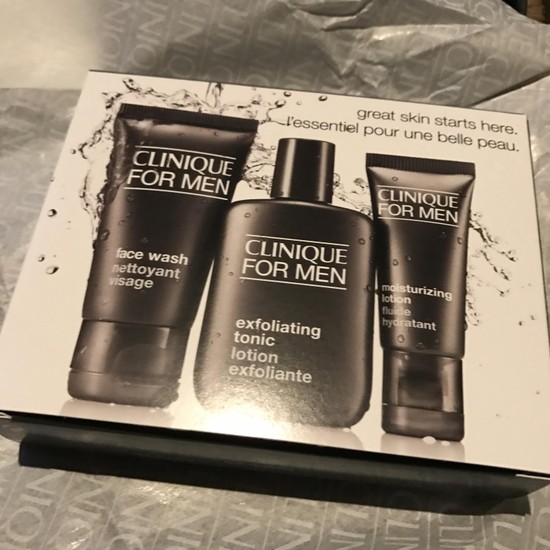 great skin starts here.
l'essentiel pour une belle peau.
CLINIQUE
FOR MEN
face wash
nettoyant
visage
CLINIQUE
FOR MEN
exfoliating
tonic
lotion
exfoliante
CLINIQUE
FOR MEN
moisturizing
lotion
fluide
hydratant